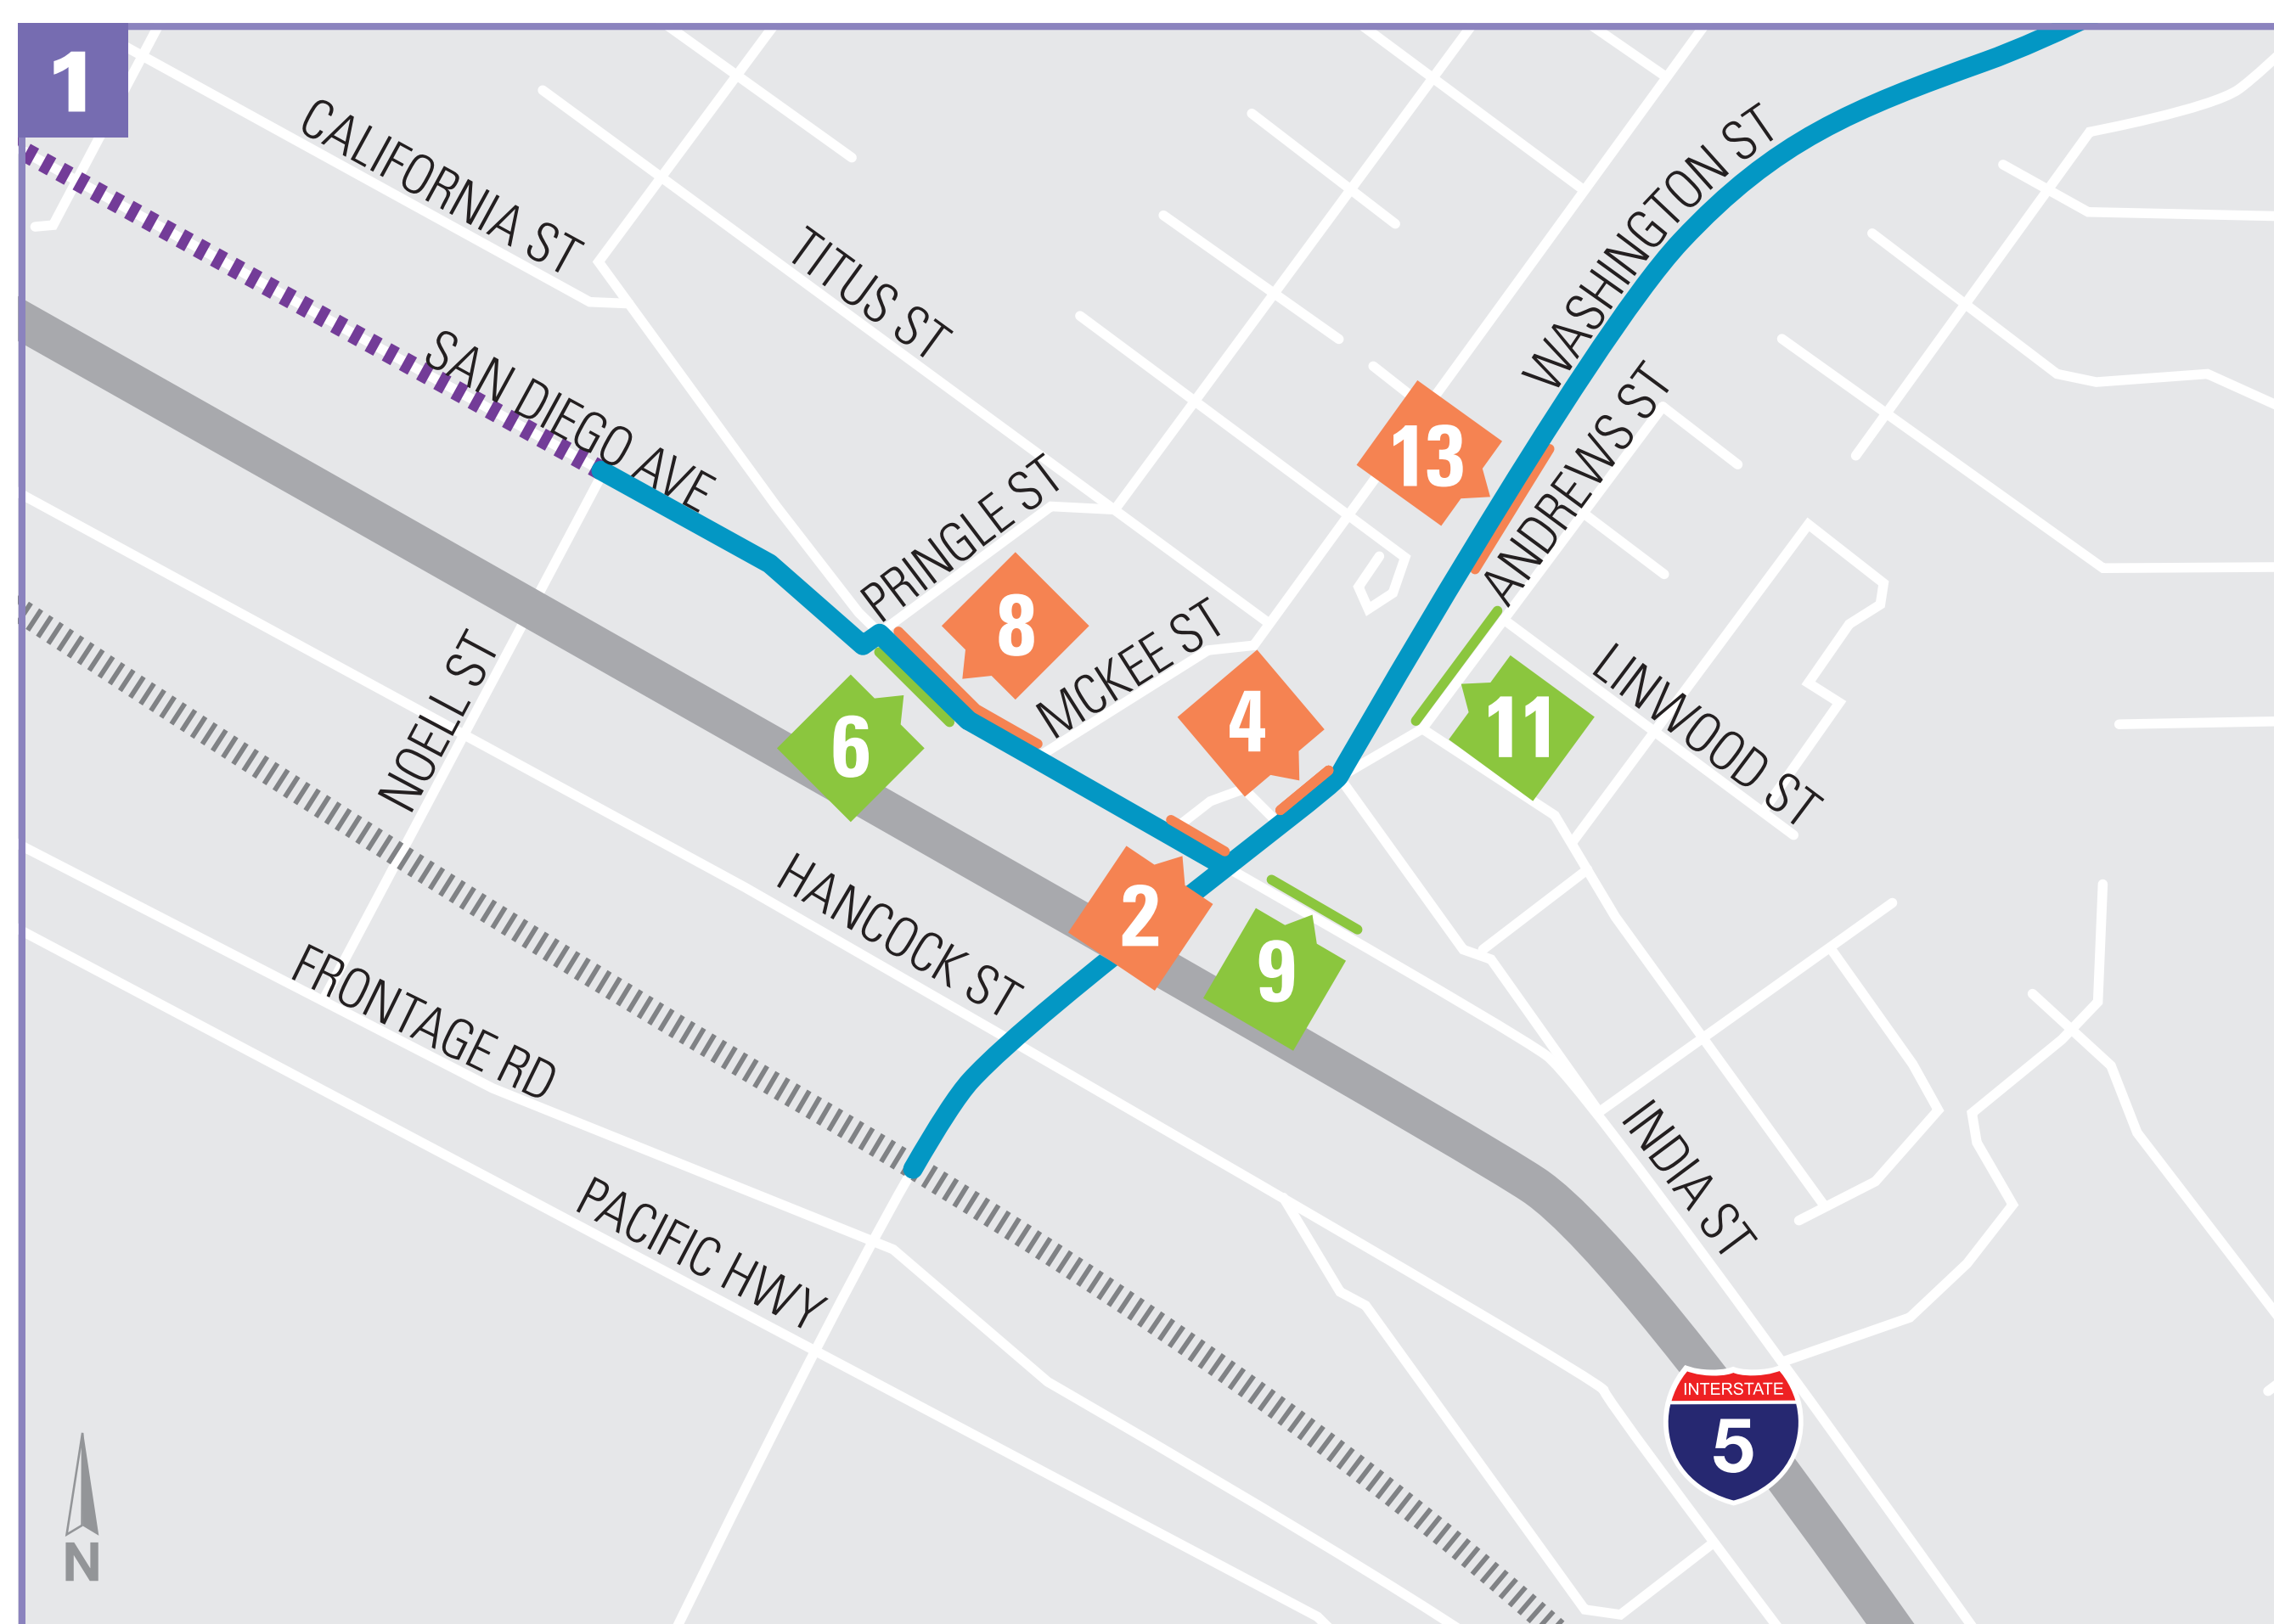 1
CALIFORNIA ST
TITUS ST
WASHINGTON ST
SAN DIEGO AVE
ANDREWS ST
13
PRINGLE ST
8
MCKEE ST
NOELL ST
6
4
11
LINWOOD ST
2
9
HANCOCK ST
FRONTAGE RD
PACIFIC HWY
INDIA ST
INTERSTATE
5
N